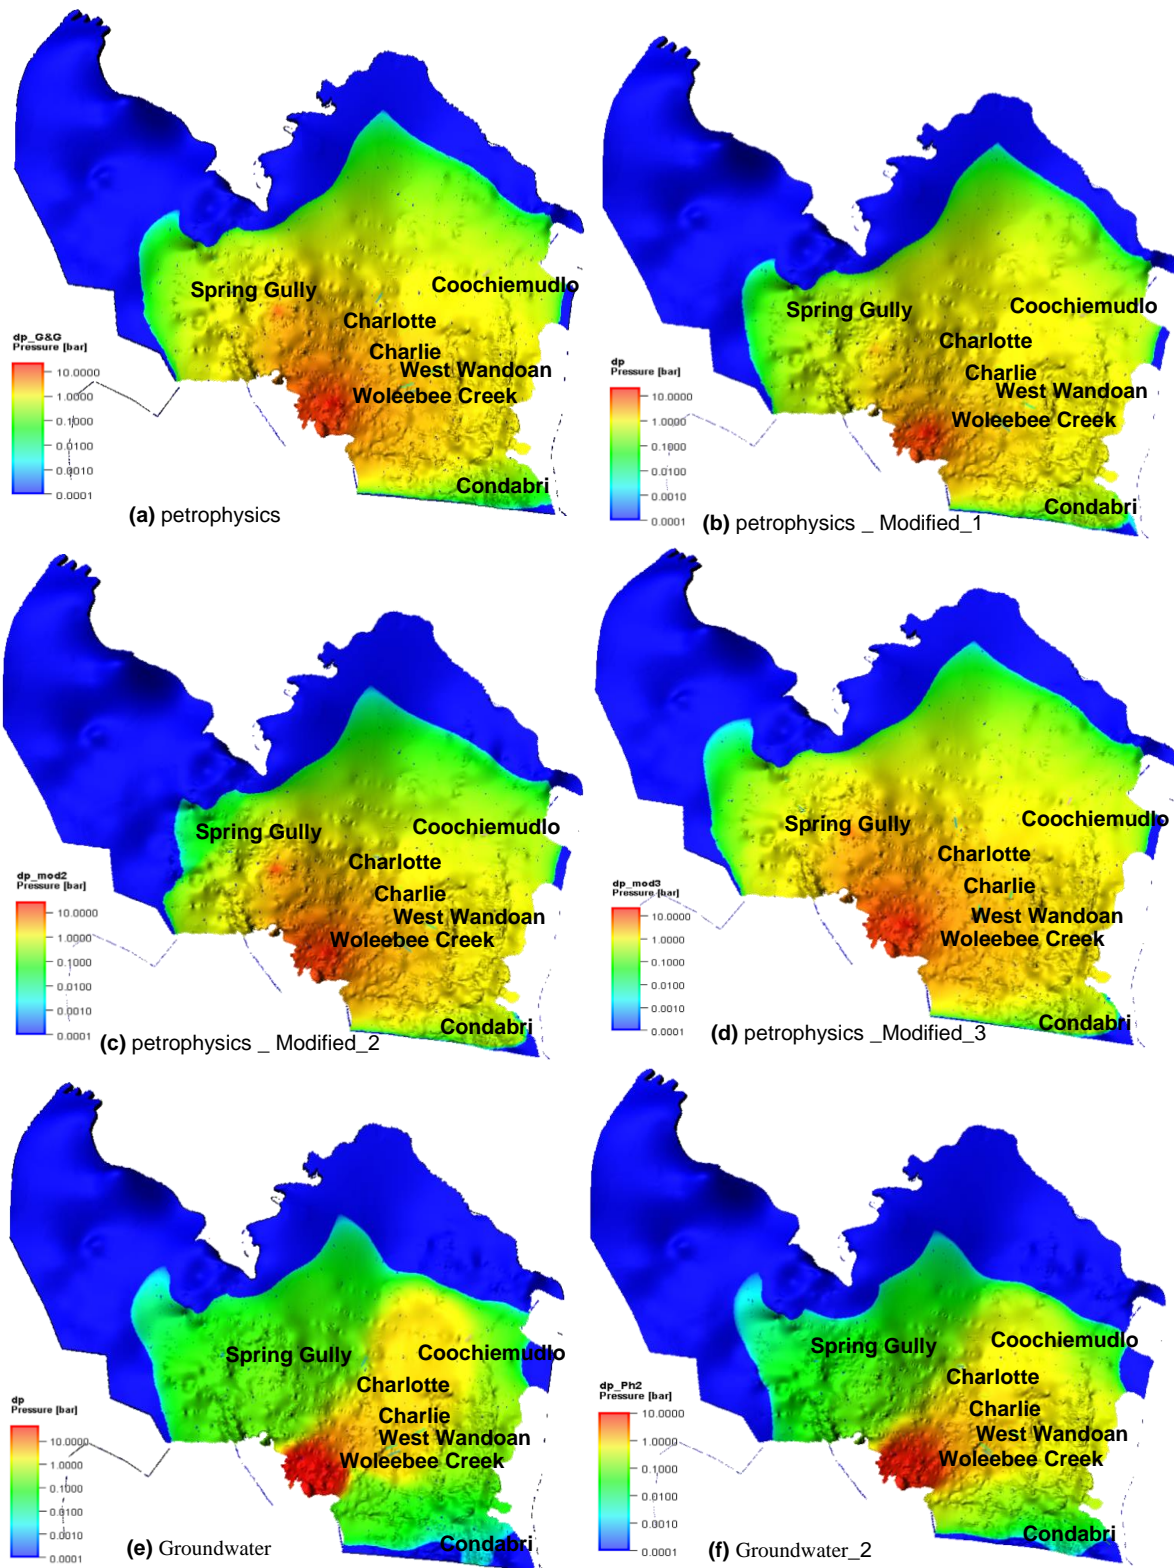 Spring Gully
Coochiemudlo
Charlotte
Charlie
West Wandoan
Woleebee Creek
Condabri
dp_G&G
Pressure [bar]
10.0000
1.0000
0.1000
0.0100
0.0010
0.0001
(a) petrophysics
Spring Gully
Coochiemudlo
Charlotte
Charlie
West Wandoan
Woleebee Creek
Condabri
dp
Pressure [bar]
10.0000
1.0000
0.1000
0.0100
0.0010
0.0001
(b) petrophysics _ Modified_1
Spring Gully
Coochiemudlo
Charlotte
Charlie
West Wandoan
Woleebee Creek
Condabri
dp_mod2
Pressure [bar]
10.0000
1.0000
0.1000
0.0100
0.0010
0.0001
(c) petrophysics _ Modified_2
Spring Gully
Coochiemudlo
Charlotte
Charlie
West Wandoan
Woleebee Creek
Condabri
dp_mod3
Pressure [bar]
10.0000
1.0000
0.1000
0.0100
0.0010
0.0001
(d) petrophysics _Modified_3
Spring Gully
Coochiemudlo
Charlotte
Charlie
West Wandoan
Woleebee Creek
Condabri
dp
Pressure [bar]
10.0000
1.0000
0.1000
0.0100
0.0010
0.0001
(e) Groundwater
Spring Gully
Coochiemudlo
Charlotte
Charlie
West Wandoan
Woleebee Creek
Condabri
dp_Ph2
Pressure [bar]
10.0000
1.0000
0.1000
0.0100
0.0010
0.0001
(f) Groundwater_2